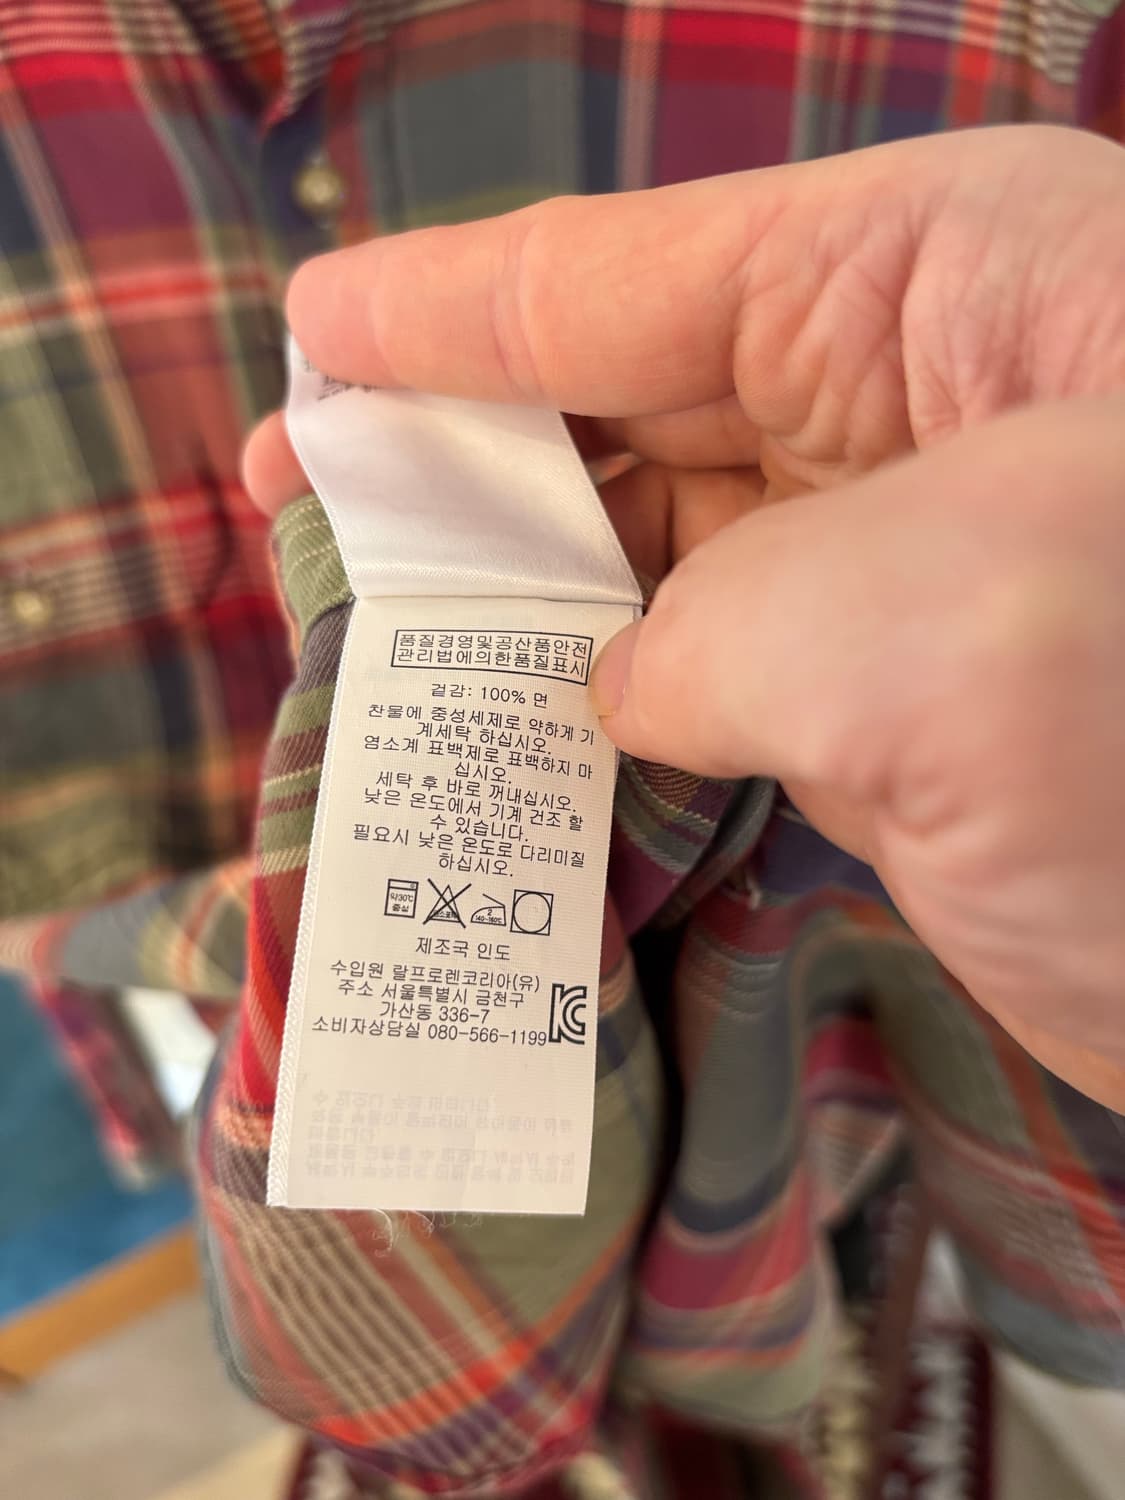 품질경영및공산품안전
관리법에의한품질표시
겉감: 100% 면
찬물에 중성세제로 약하게 기
계세탁 하십시오.
염소계 표백제로 표백하지 마
십시오.
세탁 후 바로 꺼내십시오.
낮은 온도에서 기계 건조 할
수 있습니다.
필요시 낮은 온도로 다리미질
하십시오.
약30℃
중성
2
140~160℃
제조국 인도
수입원 랄프로렌코리아(유)
주소 서울특별시 금천구
가산동 336-7
소비자상담실 080-566-1199